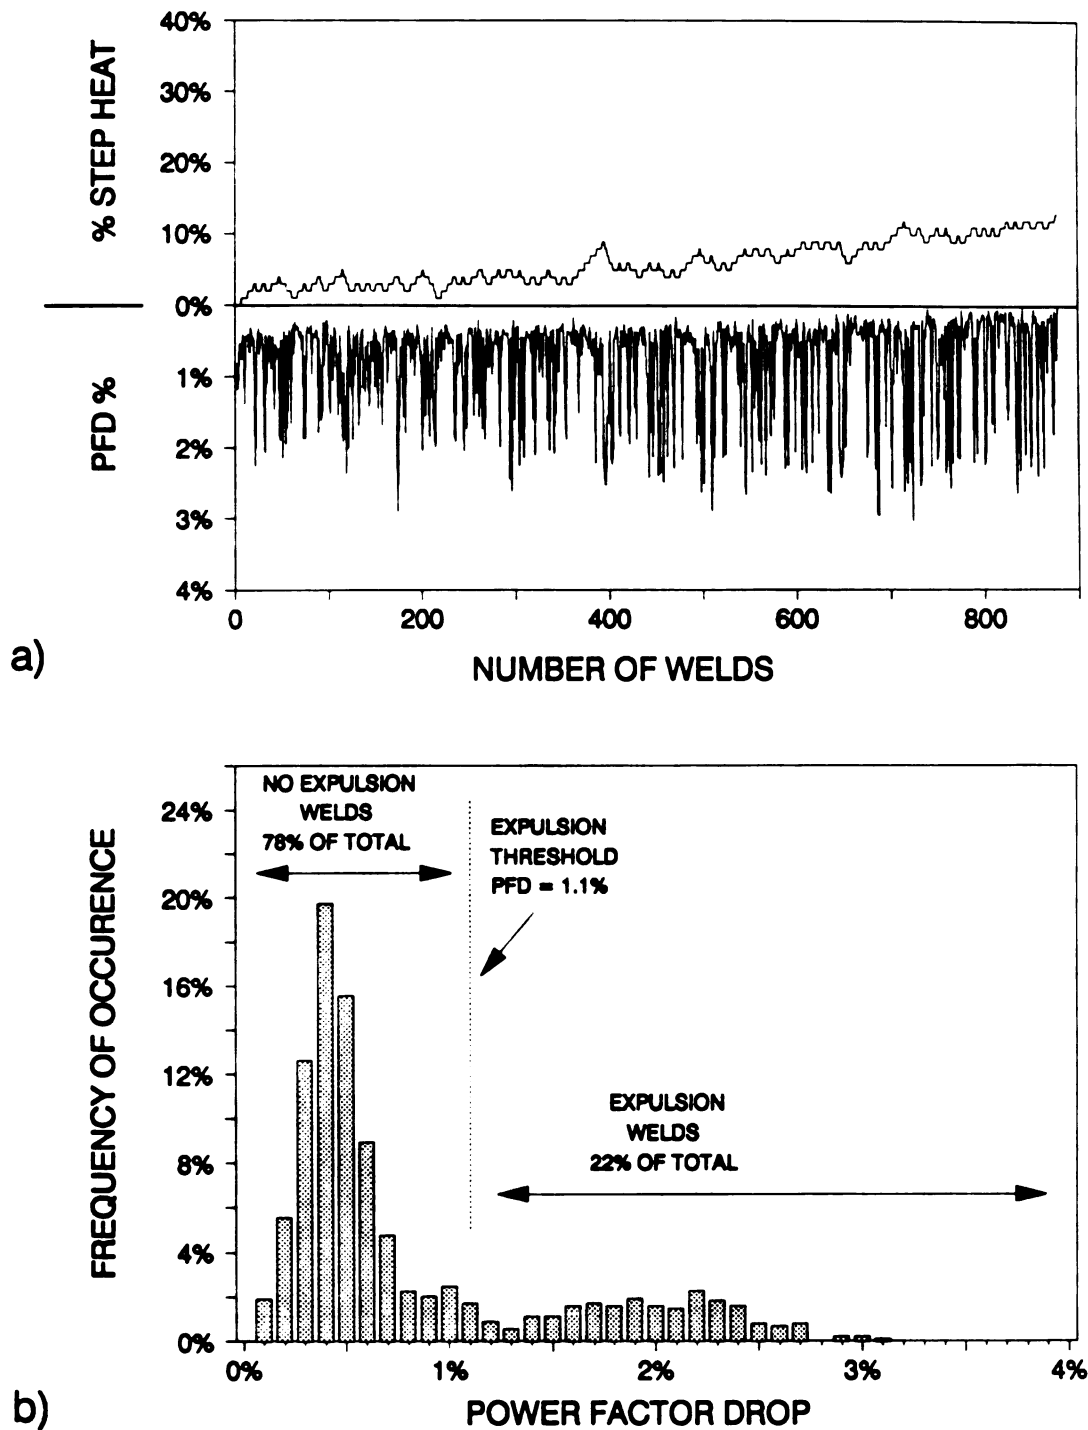 40%
30%
20%
10%
0%
% STEP HEAT
1%
2%
3%
4%
PFD %
0
200
400
600
800
NUMBER OF WELDS
a)
NO EXPULSION
WELDS
78% OF TOTAL
EXPULSION
THRESHOLD
PFD = 1.1%
EXPULSION
WELDS
22% OF TOTAL
24%
20%
16%
12%
8%
4%
0%
FREQUENCY OF OCCURENCE
0%
1%
2%
3%
4%
POWER FACTOR DROP
b)